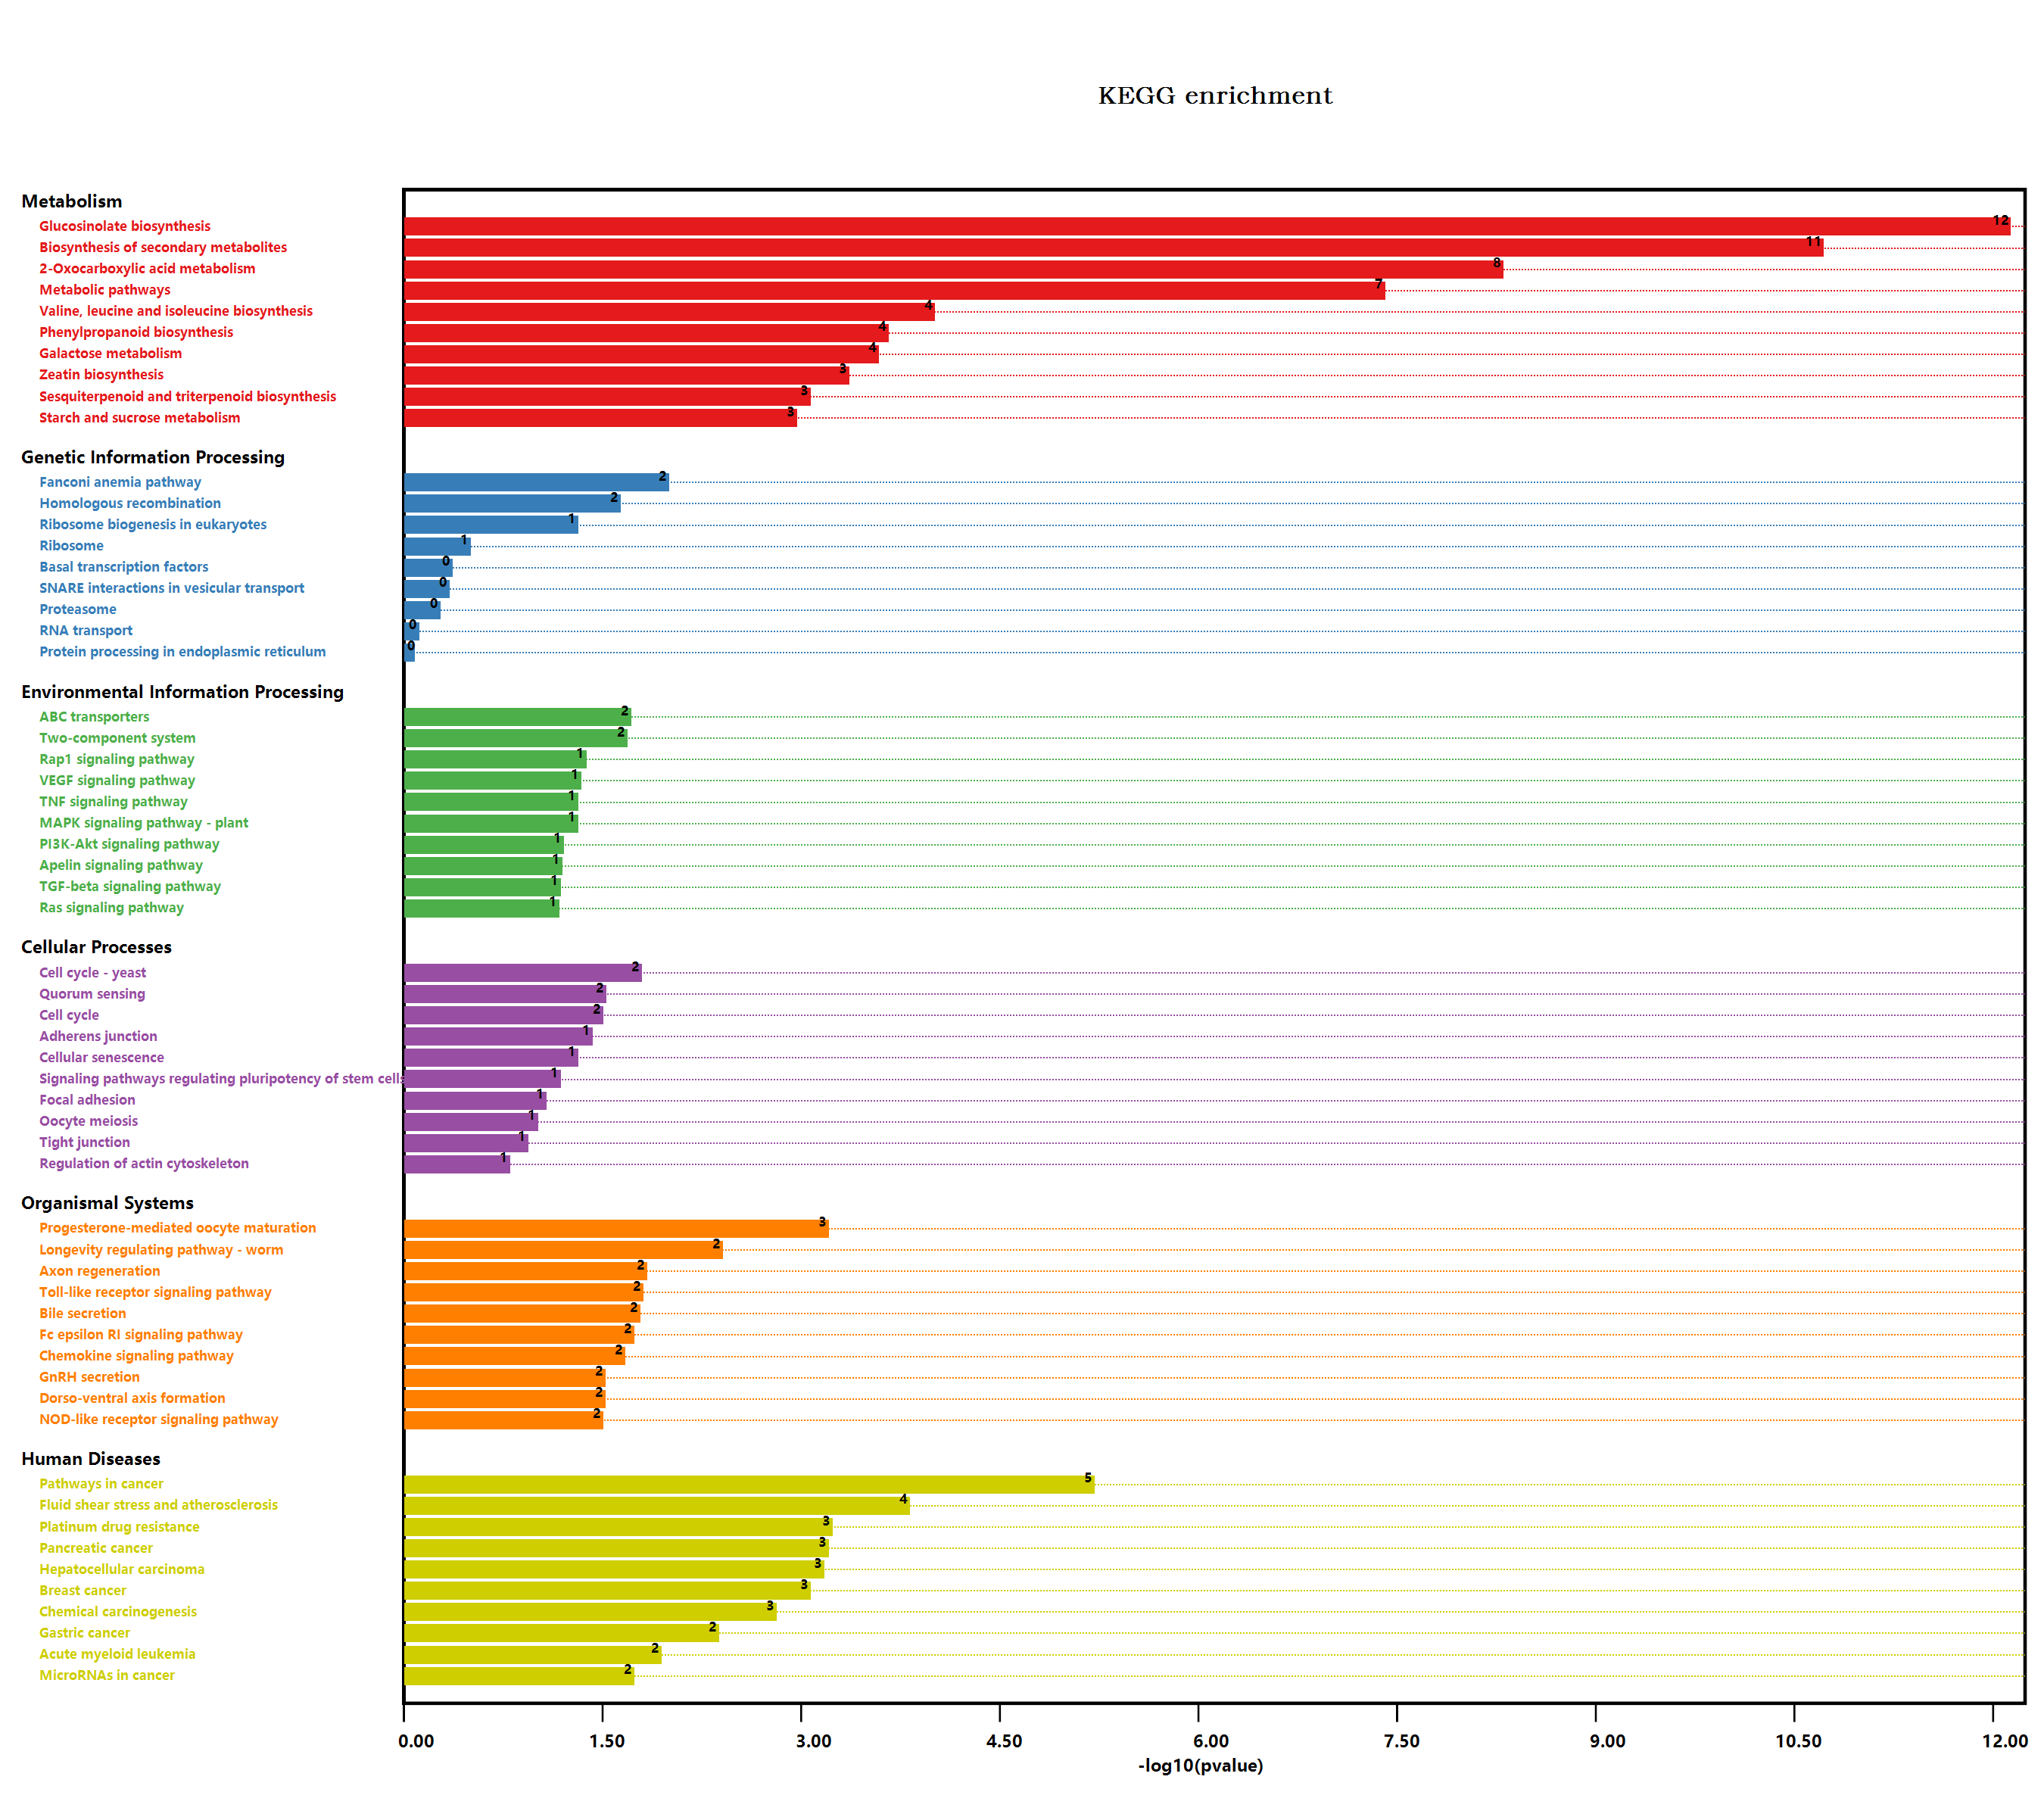 KEGG enrichment
Metabolism
Glucosinolate biosynthesis 12
Biosynthesis of secondary metabolites 11
2-Oxocarboxylic acid metabolism 8
Metabolic pathways 7
Valine, leucine and isoleucine biosynthesis 4
Phenylpropanoid biosynthesis 4
Galactose metabolism 4
Zeatin biosynthesis 3
Sesquiterpenoid and triterpenoid biosynthesis 3
Starch and sucrose metabolism 3
Genetic Information Processing
Fanconi anemia pathway 2
Homologous recombination 2
Ribosome biogenesis in eukaryotes 1
Ribosome 1
Basal transcription factors 0
SNARE interactions in vesicular transport 0
Proteasome 0
RNA transport 0
Protein processing in endoplasmic reticulum 0
Environmental Information Processing
ABC transporters 2
Two-component system 2
Rap1 signaling pathway 1
VEGF signaling pathway 1
TNF signaling pathway 1
MAPK signaling pathway - plant 1
PI3K-Akt signaling pathway 1
Apelin signaling pathway 1
TGF-beta signaling pathway 1
Ras signaling pathway 1
Cellular Processes
Cell cycle - yeast 2
Quorum sensing 2
Cell cycle 2
Adherens junction 1
Cellular senescence 1
Signaling pathways regulating pluripotency of stem cells 1
Focal adhesion 1
Oocyte meiosis 1
Tight junction 1
Regulation of actin cytoskeleton 1
Organismal Systems
Progesterone-mediated oocyte maturation 3
Longevity regulating pathway - worm 2
Axon regeneration 2
Toll-like receptor signaling pathway 2
Bile secretion 2
Fc epsilon RI signaling pathway 2
Chemokine signaling pathway 2
GnRH secretion 2
Dorso-ventral axis formation 2
NOD-like receptor signaling pathway 2
Human Diseases
Pathways in cancer 5
Fluid shear stress and atherosclerosis 4
Platinum drug resistance 3
Pancreatic cancer 3
Hepatocellular carcinoma 3
Breast cancer 3
Chemical carcinogenesis 3
Gastric cancer 2
Acute myeloid leukemia 2
MicroRNAs in cancer 2
0.00 1.50 3.00 4.50 6.00 7.50 9.00 10.50 12.00
-log10(pvalue)